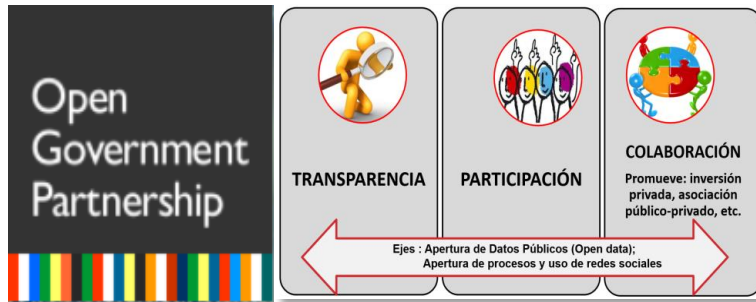 Open
Government
Partnership
TRANSPARENCIA
PARTICIPACIÓN
COLABORACIÓN
Promueve: inversión
privada, asociación
público-privado, etc.
Ejes : Apertura de Datos Públicos (Open data);
Apertura de procesos y uso de redes sociales